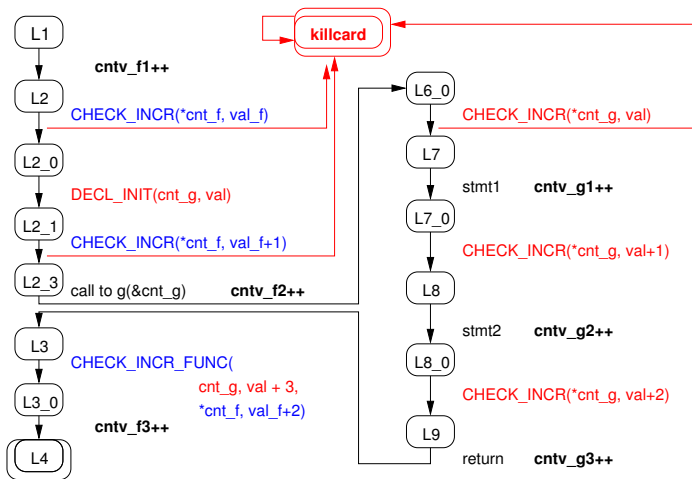 L1
killcard
cntv_f1++
L2
L6_0
CHECK_INCR(*cnt_f, val_f)
CHECK_INCR(*cnt_g, val)
L2_0
L7
DECL_INIT(cnt_g, val)
stmt1 cntv_g1++
L2_1
L7_0
CHECK_INCR(*cnt_f, val_f+1)
CHECK_INCR(*cnt_g, val+1)
L2_3
L8
call to g(&cnt_g) cntv_f2++
stmt2 cntv_g2++
L3
L8_0
CHECK_INCR_FUNC(
cnt_g, val + 3,
*cnt_f, val_f+2)
CHECK_INCR(*cnt_g, val+2)
L3_0
cntv_f3++
L9
L4
return cntv_g3++